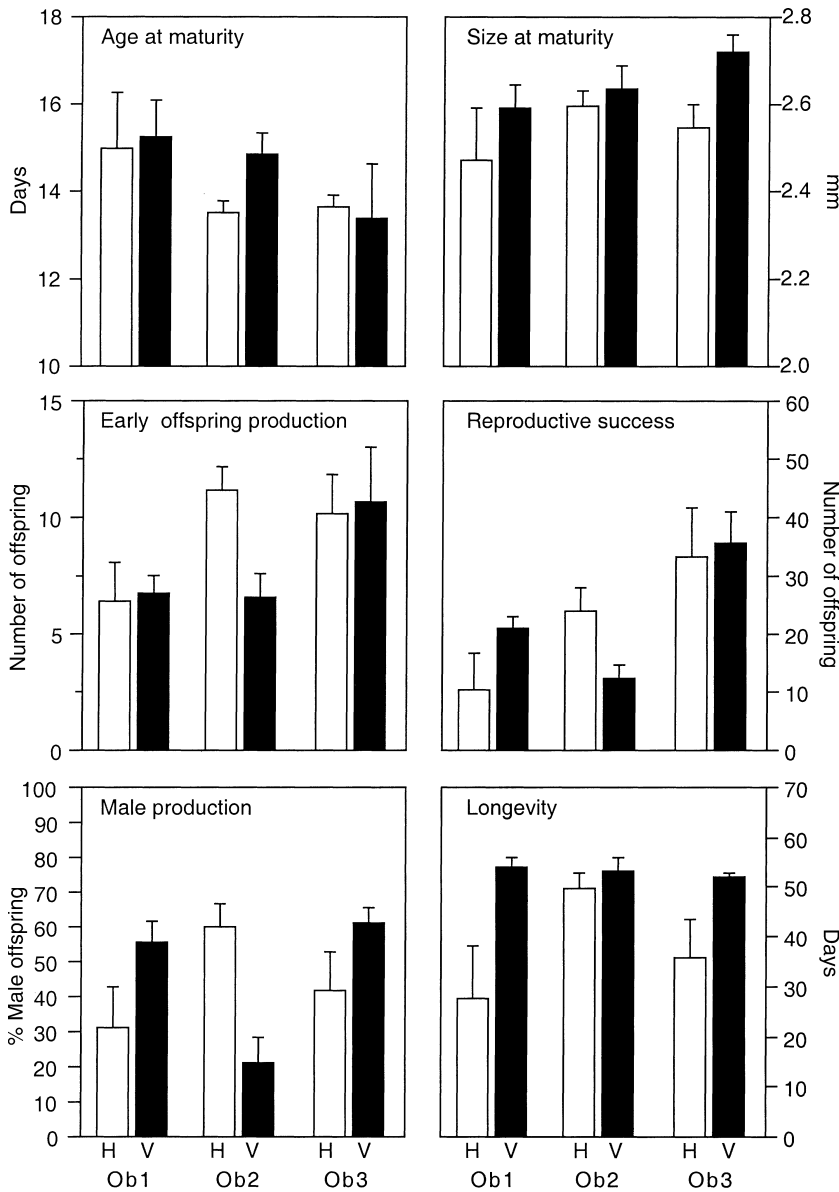 Age at maturity
18
16
14
12
10
Days
Size at maturity
2.8
2.6
2.4
2.2
2.0
mm
Early offspring production
15
10
5
0
Number of offspring
Reproductive success
60
50
40
30
20
10
0
Number of offspring
Male production
100
90
80
70
60
50
40
30
20
10
0
% Male offspring
H V H V H V
Ob1 Ob2 Ob3
Longevity
70
60
50
40
30
20
10
0
Days
H V H V H V
Ob1 Ob2 Ob3